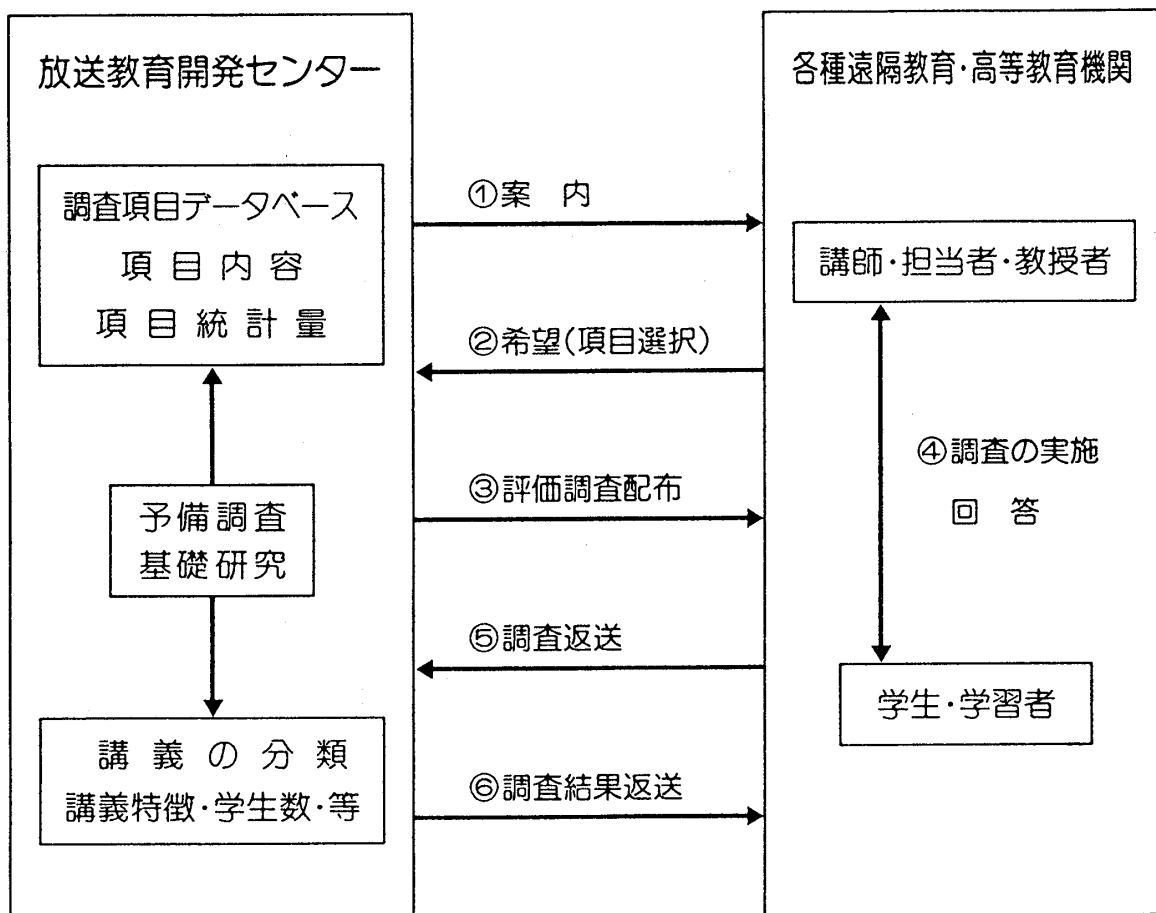 放送教育開発センター
調査項目データベース
項目内容
項目統計量
予備調査
基礎研究
講義の分類
講義特徴・学生数・等
①案　内
②希望(項目選択)
③評価調査配布
⑤調査返送
⑥調査結果返送
各種遠隔教育・高等教育機関
講師・担当者・教授者
④調査の実施
回　答
学生・学習者